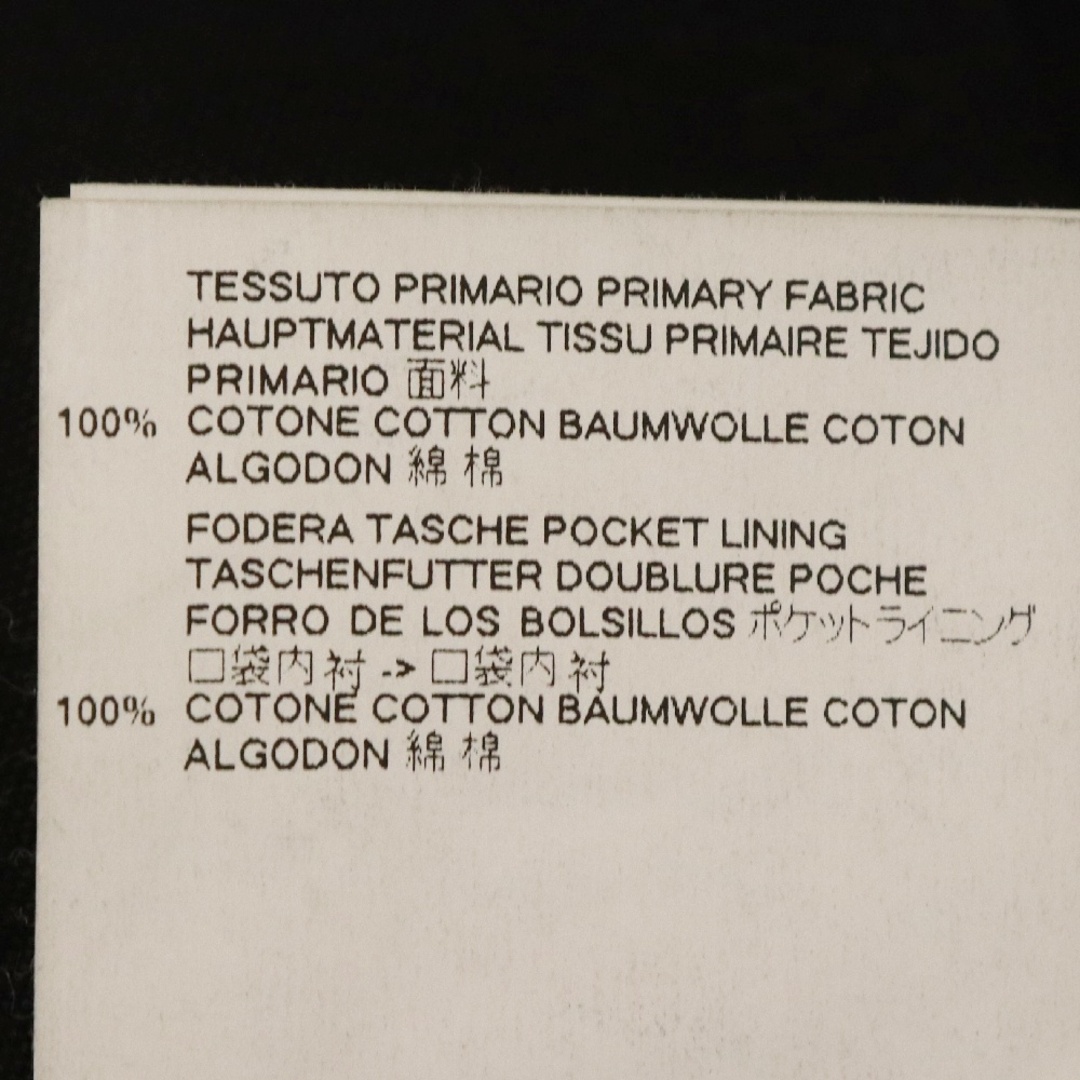 TESSUTO PRIMARIO PRIMARY FABRIC
HAUPTMATERIAL TISSU PRIMAIRE TEJIDO
PRIMARIO 面料
100% COTONE COTTON BAUMWOLLE COTON
ALGODON 綿 棉
FODERA TASCHE POCKET LINING
TASCHENFUTTER DOUBLURE POCHE
FORRO DE LOS BOLSILLOS ポケットライニング
口袋内衬 -> 口袋内衬
100% COTONE COTTON BAUMWOLLE COTON
ALGODON 綿 棉